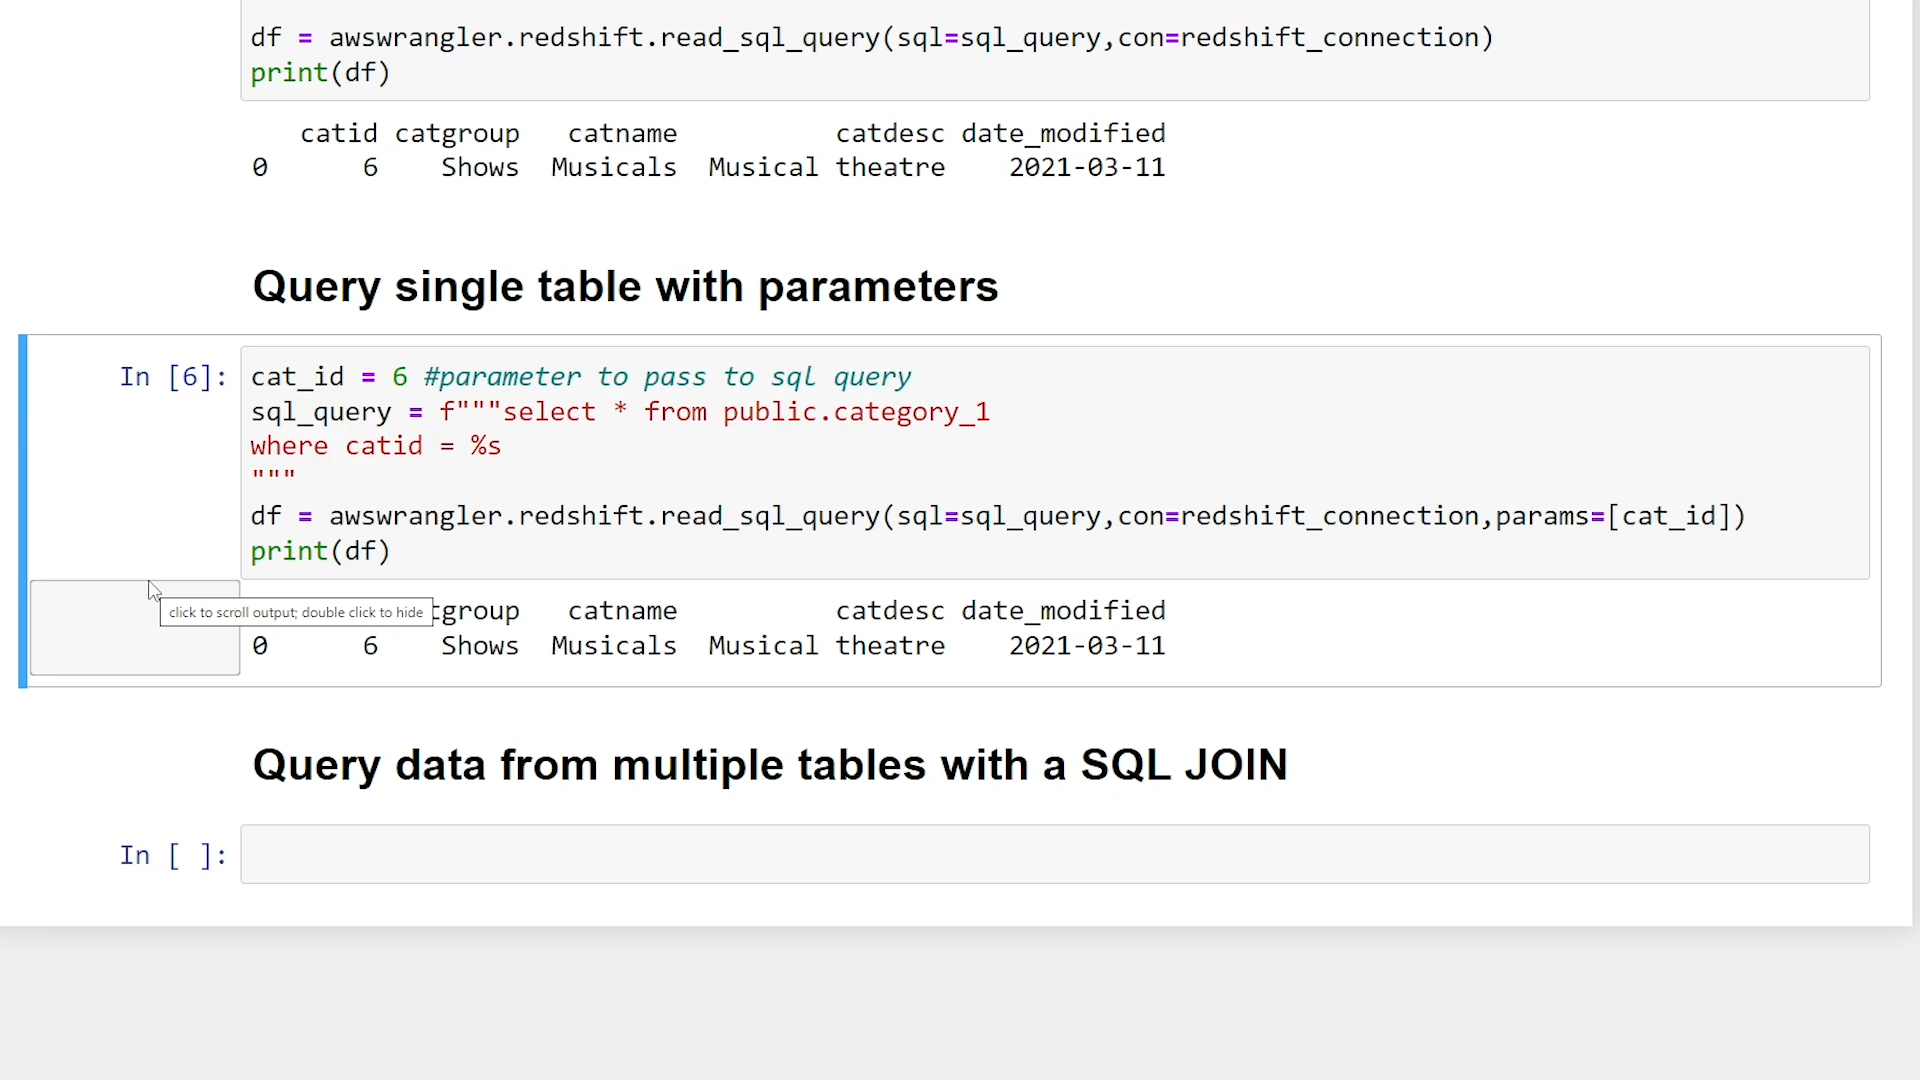 df = awswrangler.redshift.read_sql_query(sql=sql_query,con=redshift_connection)
print(df)
catid catgroup catname catdesc date_modified
0 6 Shows Musicals Musical theatre 2021-03-11
Query single table with parameters
In [6]: cat_id = 6 #parameter to pass to sql query
sql_query = f"""select * from public.category_1
where catid = %s
"""
df = awswrangler.redshift.read_sql_query(sql=sql_query,con=redshift_connection,params=[cat_id])
print(df)
click to scroll output; double click to hide
tgroup catname catdesc date_modified
0 6 Shows Musicals Musical theatre 2021-03-11
Query data from multiple tables with a SQL JOIN
In [ ]: